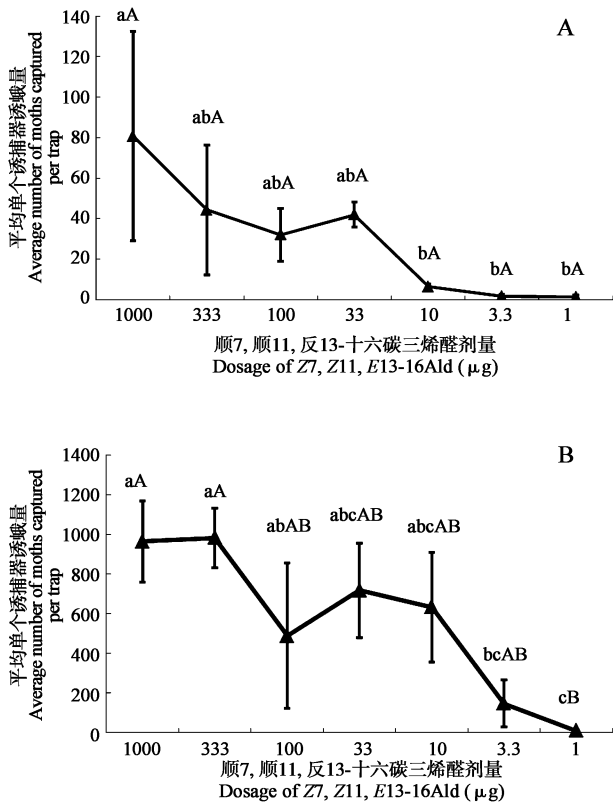 A
140
120
100
80
60
40
20
0
平均单个诱捕器诱蛾量
Average number of moths captured
per trap
aA
abA
abA
abA
bA
bA
bA
1000 333 100 33 10 3.3 1
顺7, 顺11, 反13-十六碳三烯醛剂量
Dosage of Z7, Z11, E13-16Ald (μg)
B
1400
1200
1000
800
600
400
200
0
平均单个诱捕器诱蛾量
Average number of moths captured
per trap
aA
aA
abAB
abcAB
abcAB
bcAB
cB
1000 333 100 33 10 3.3 1
顺7, 顺11, 反13-十六碳三烯醛剂量
Dosage of Z7, Z11, E13-16Ald (μg)